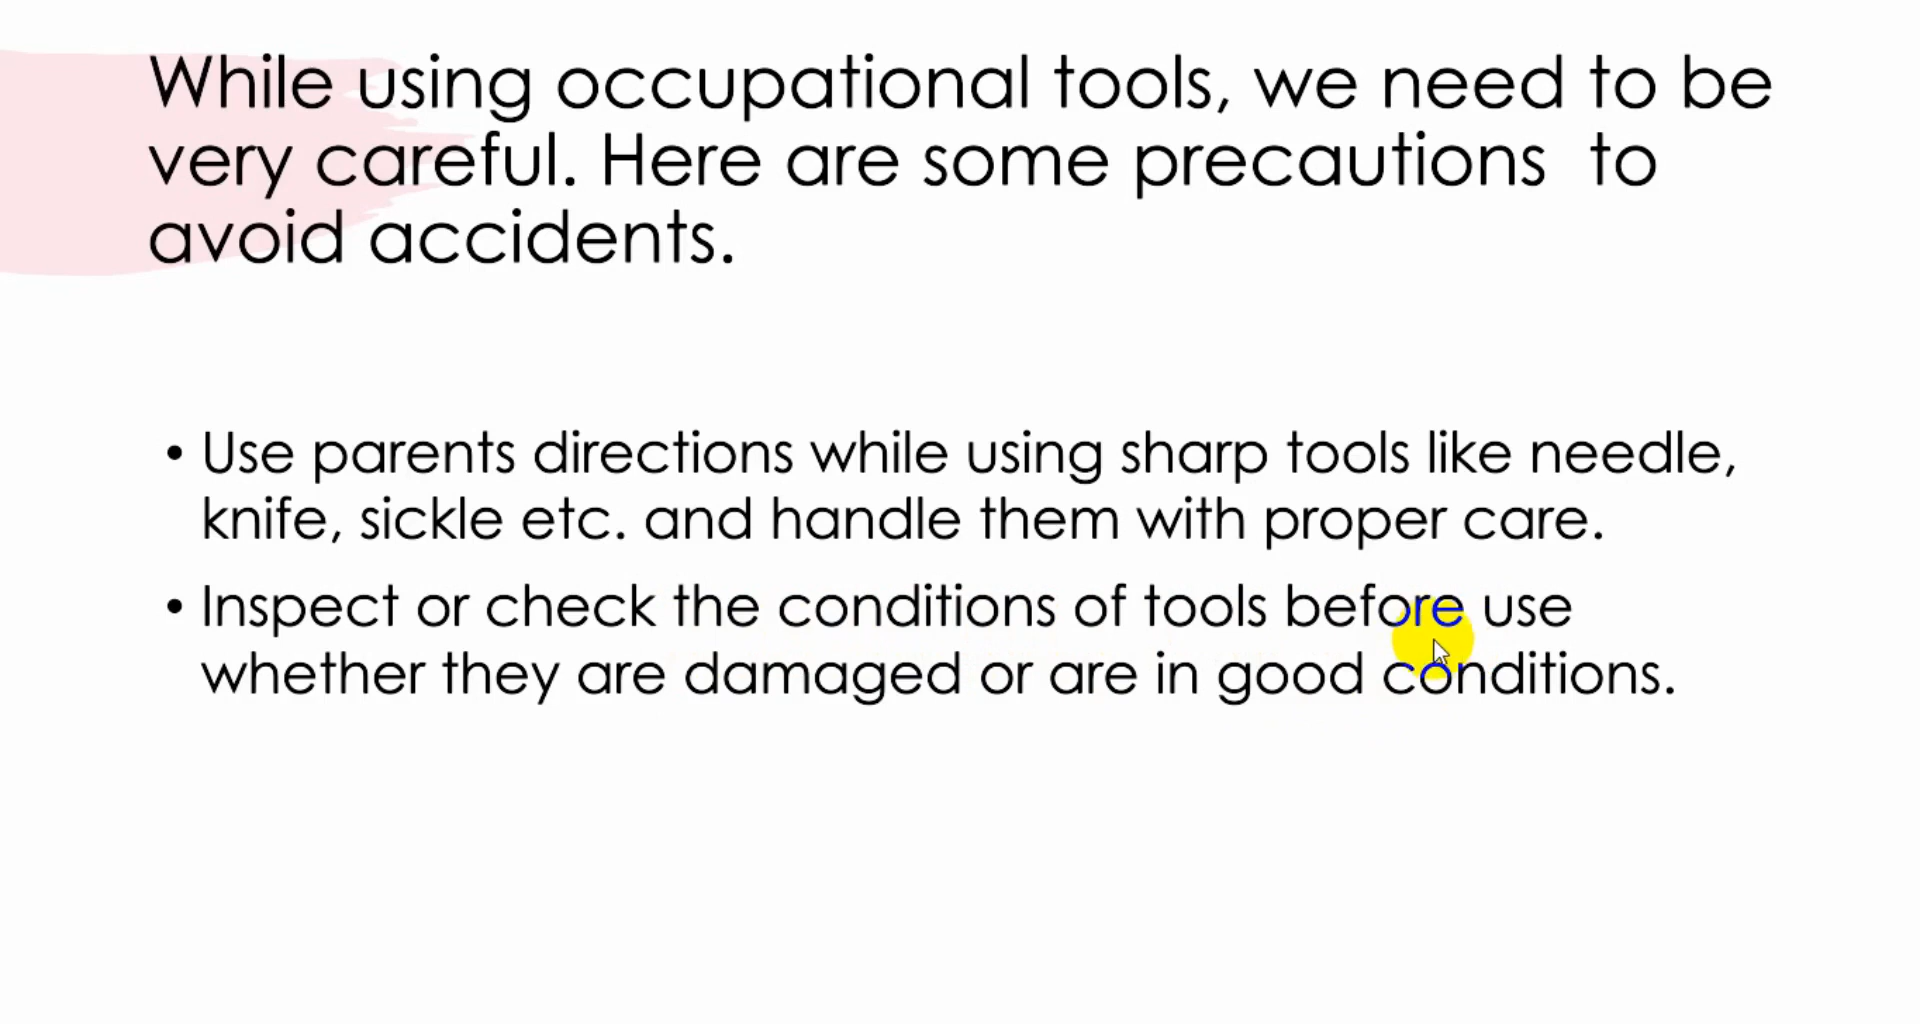 While using occupational tools, we need to be
very careful. Here are some precautions  to
avoid accidents.
• Use parents directions while using sharp tools like needle,
knife, sickle etc. and handle them with proper care.
• Inspect or check the conditions of tools before use
whether they are damaged or are in good conditions.